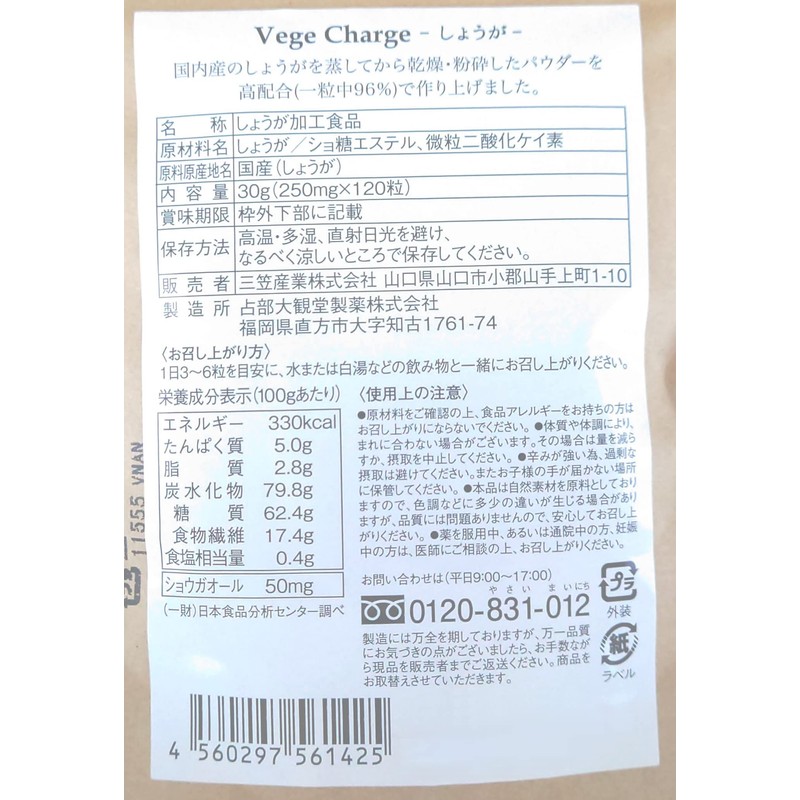 Vege Charge - しょうが -
国内産のしょうがを蒸してから乾燥・粉砕したパウダーを
高配合(一粒中96%)で作り上げました。
名 称 しょうが加工食品
原材料名 しょうが/ショ糖エステル、微粒二酸化ケイ素
原料原産地名 国産(しょうが)
内容量 30g(250mg×120粒)
賞味期限 枠外下部に記載
保存方法 高温・多湿、直射日光を避け、
なるべく涼しいところで保存してください。
販売者 三笠産業株式会社 山口県山口市小郡山手上町1-10
製造所 占部大観堂製薬株式会社
福岡県直方市大字知古1761-74
〈お召し上がり方〉
1日3~6粒を目安に、水または白湯などの飲み物と一緒にお召し上がりください。
栄養成分表示(100gあたり)
エネルギー 330kcal
たんぱく質 5.0g
脂 質 2.8g
炭水化物 79.8g
糖 質 62.4g
食物繊維 17.4g
食塩相当量 0.4g
ショウガオール 50mg
(一財)日本食品分析センター調べ
〈使用上の注意〉
●原材料をご確認の上、食品アレルギーをお持ちの方は
お召し上がりにならないでください。●体質や体調により、
まれに合わない場合がございます。その場合は量を減ら
すか、摂取を中止してください。●辛みが強い為、過剰な
摂取は避けてください。またお子様の手が届かない場所
に保管してください。●本品は自然素材を原料としており
ますので、色調などに多少の違いが生じる場合があり
ますが、品質には問題ありませんので、安心してお召し上
がりください。●薬を服用中、あるいは通院中の方、妊娠
中の方は、医師にご相談の上、お召し上がりください。
お問い合わせは(平日9:00~17:00)
やさい まいにち
0120-831-012
製造には万全を期しておりますが、万一品質
にお気づきの点がございましたら、お手数なが
ら現品を販売者までご返送ください。商品を
お取替えさせていただきます。
プラ
外装
紙
ラベル
4 560297 561425
11555 VNAN